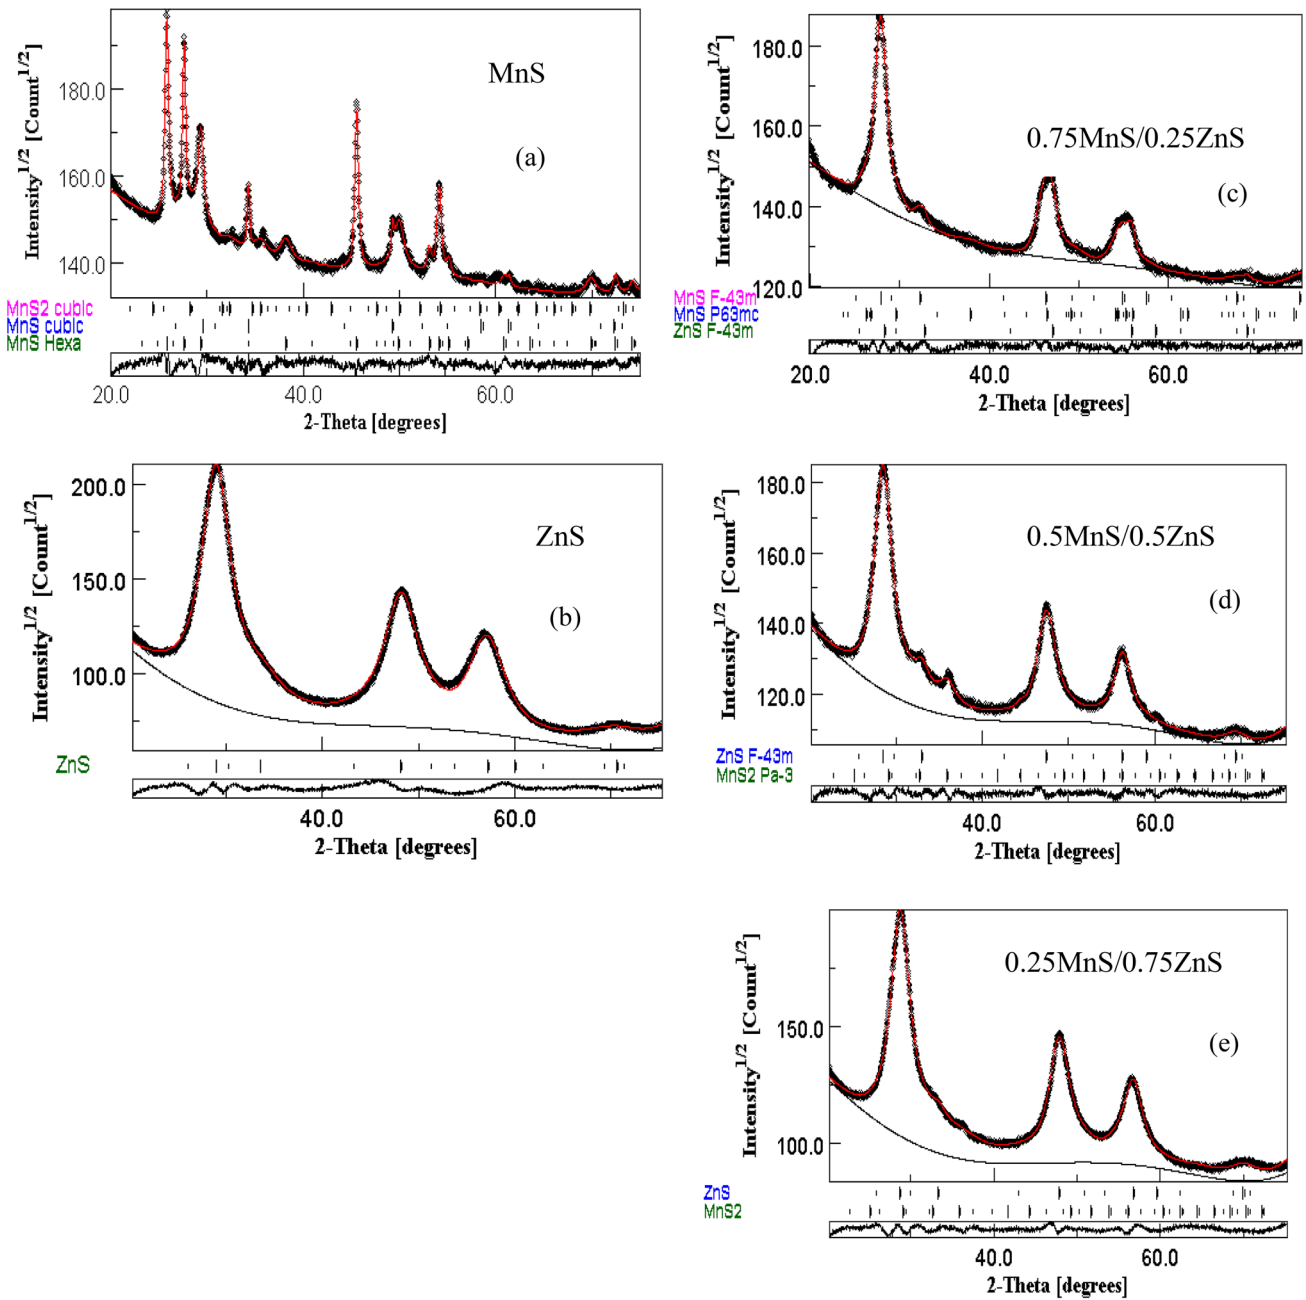 Intensity1/2 [Count1/2]
180.0
160.0
140.0
MnS
(a)
MnS2 cubic
MnS cubic
MnS Hexa
20.0
40.0
60.0
2-Theta [degrees]
Intensity1/2 [Count1/2]
200.0
150.0
100.0
ZnS
(b)
ZnS
40.0
60.0
2-Theta [degrees]
Intensity1/2 [Count1/2]
180.0
160.0
140.0
120.0
0.75MnS/0.25ZnS
(c)
MnS F-43m
MnS P63mc
ZnS F-43m
20.0
40.0
60.0
2-Theta [degrees]
Intensity1/2 [Count1/2]
180.0
160.0
140.0
120.0
0.5MnS/0.5ZnS
(d)
ZnS F-43m
MnS2 Pa-3
40.0
60.0
2-Theta [degrees]
Intensity1/2 [Count1/2]
150.0
100.0
0.25MnS/0.75ZnS
(e)
ZnS
MnS2
40.0
60.0
2-Theta [degrees]